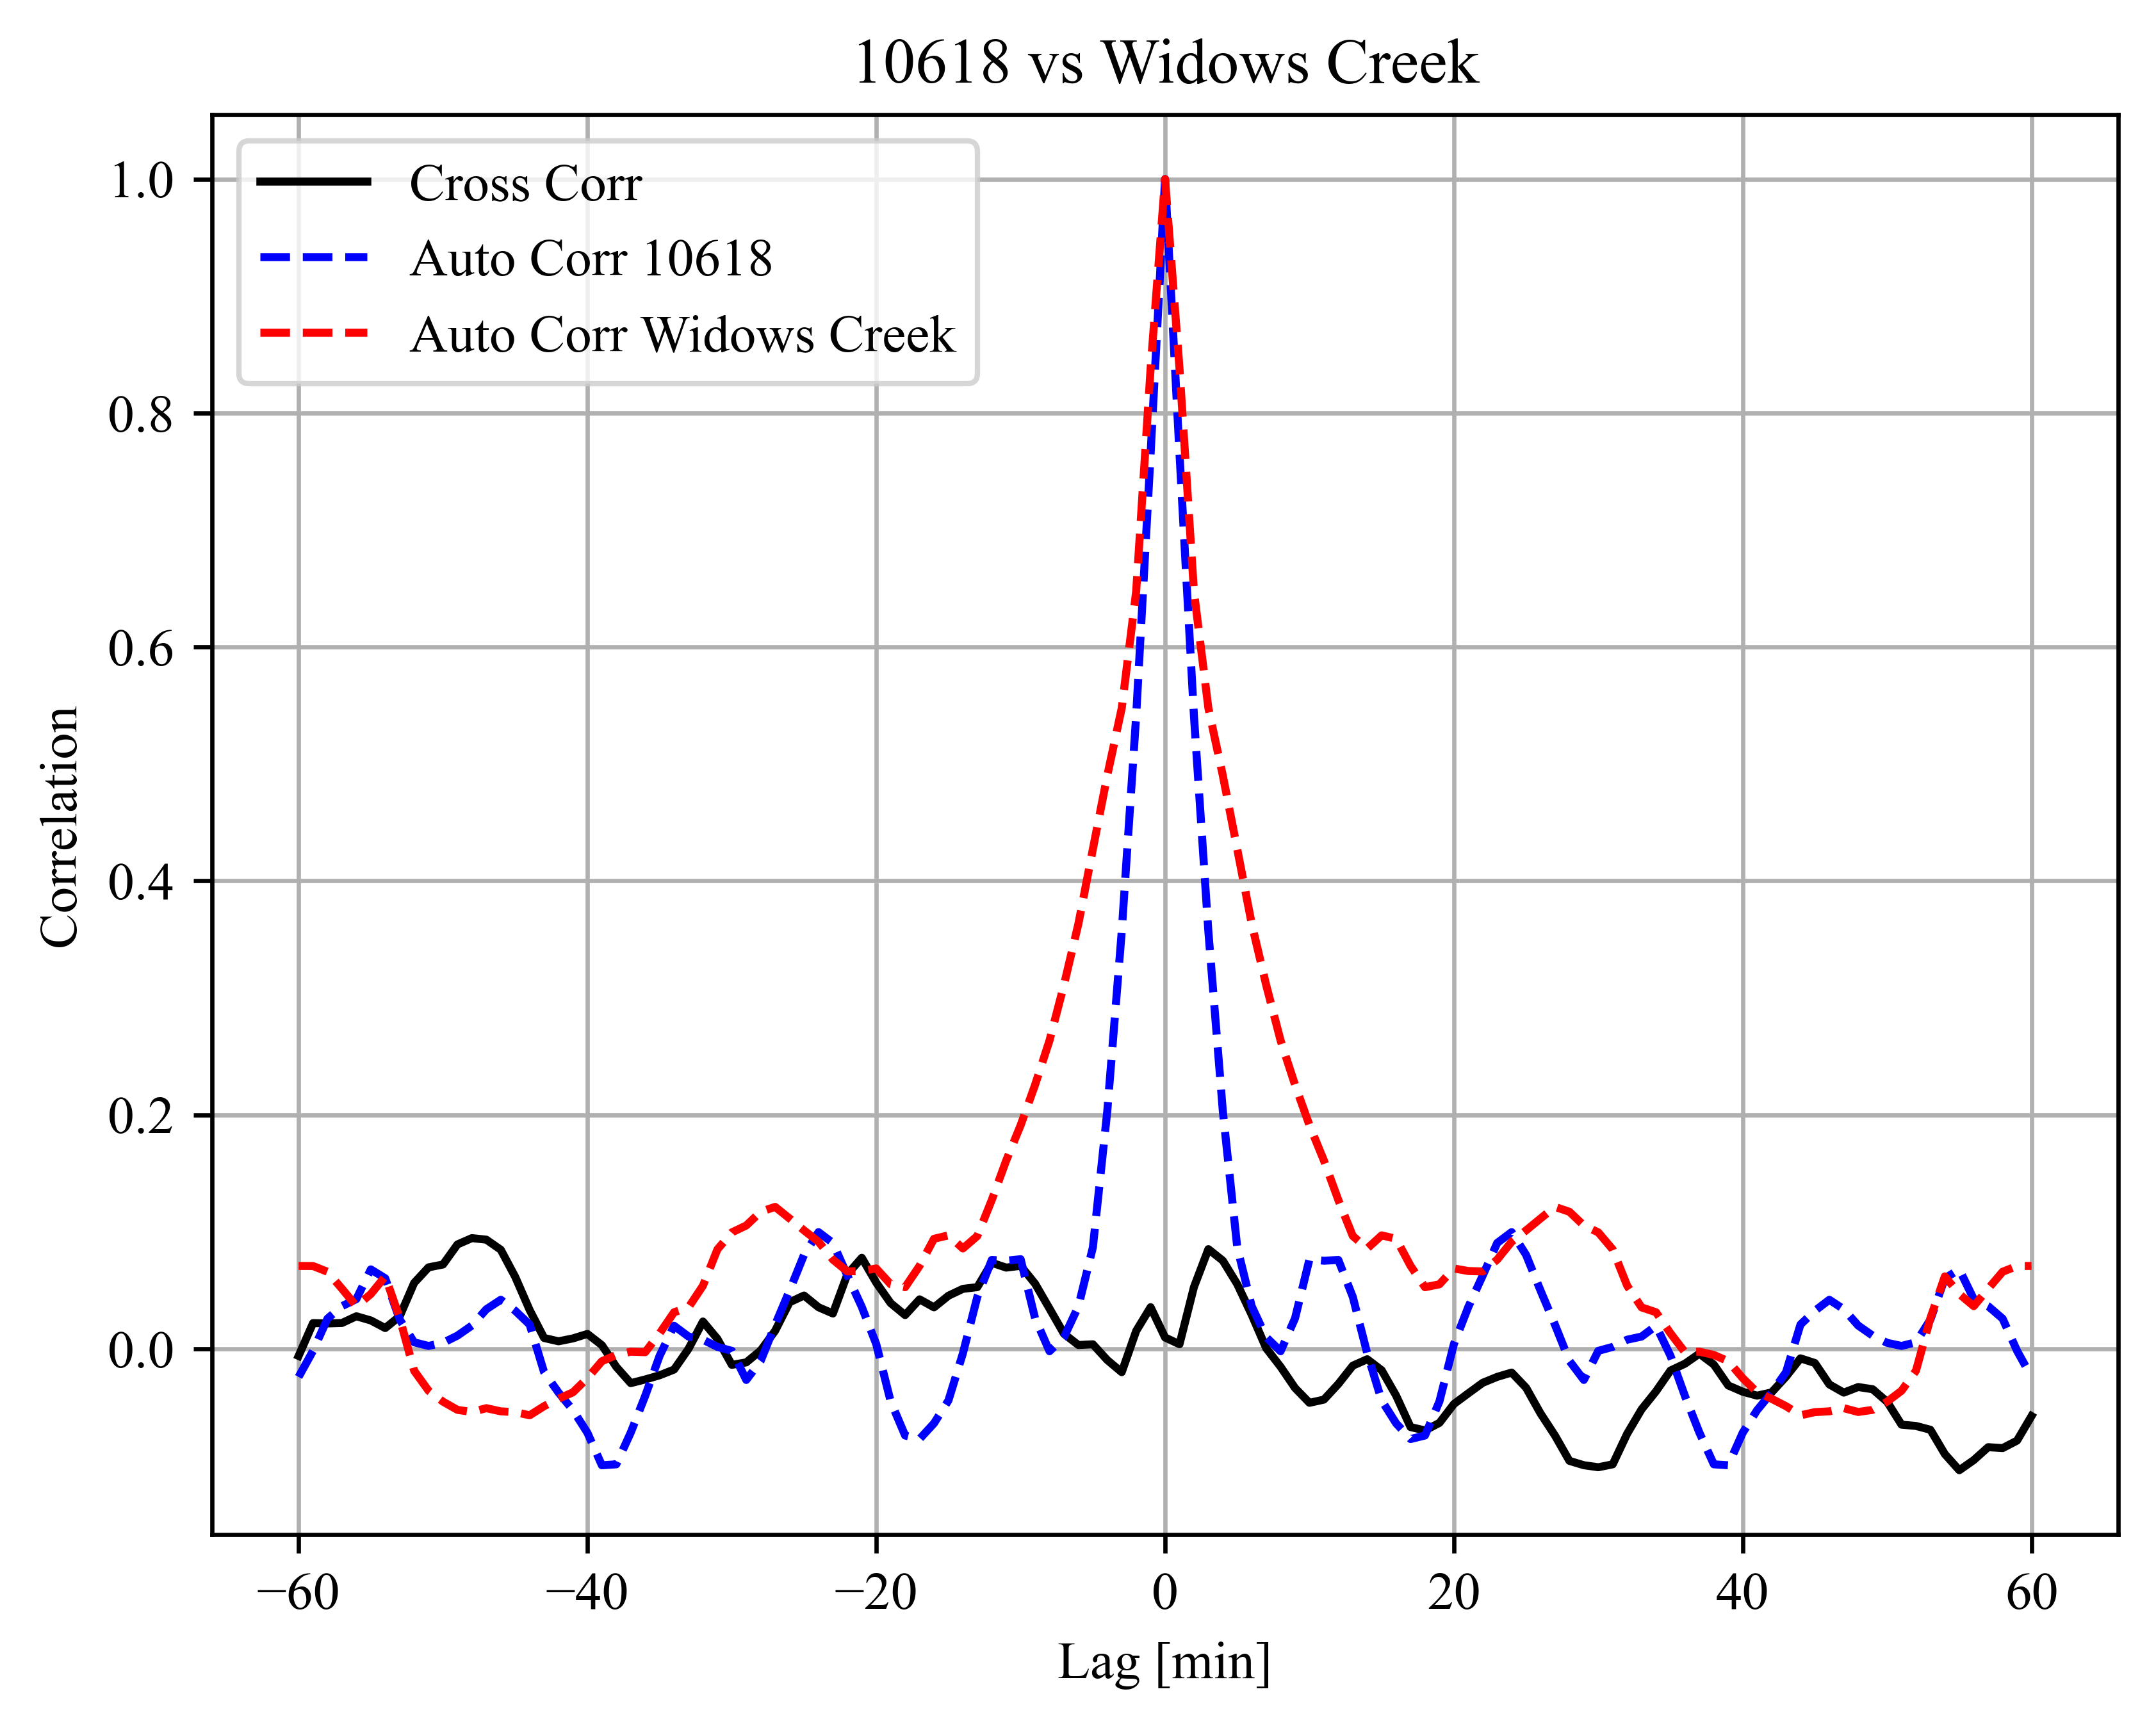 10618 vs Widows Creek
Cross Corr
Auto Corr 10618
Auto Corr Widows Creek
1.0
0.8
0.6
0.4
0.2
0.0
Correlation
−60 −40 −20 0 20 40 60
Lag [min]